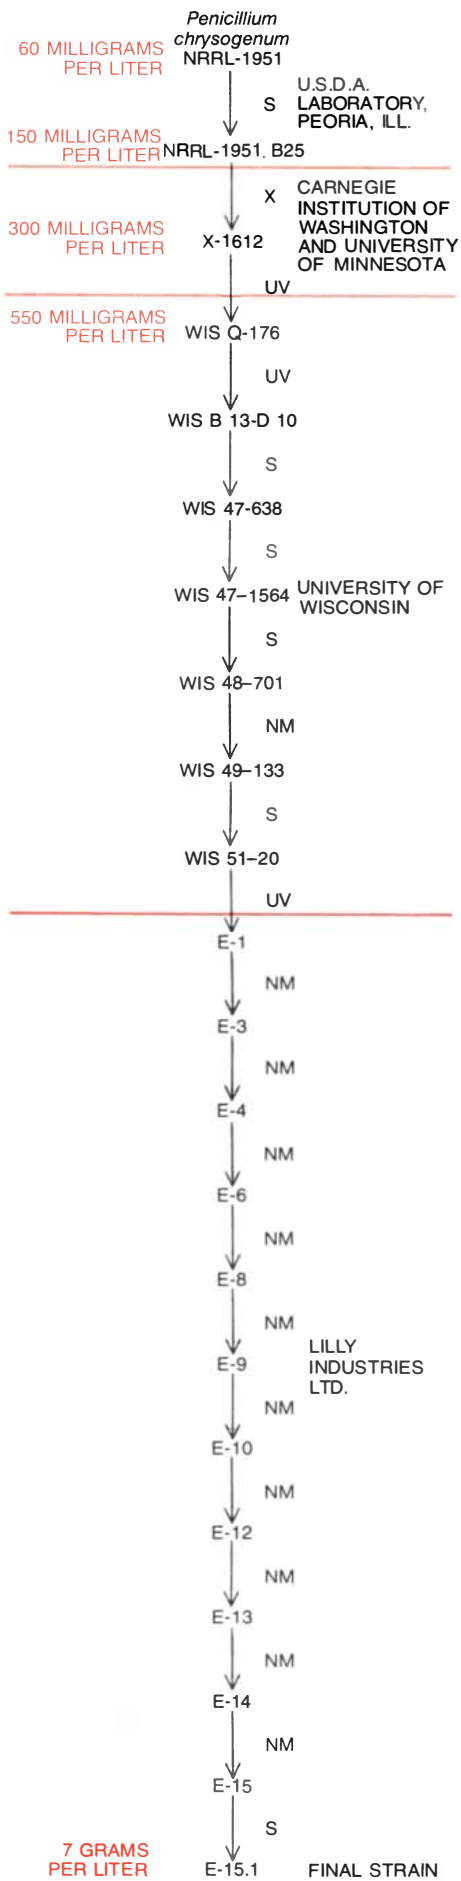 Penicillium
chrysogenum
60 MILLIGRAMS
PER LITER
NRRL-1951
S
U.S.D.A.
LABORATORY,
PEORIA, ILL.
150 MILLIGRAMS
PER LITER
NRRL-1951. B25
X
CARNEGIE
INSTITUTION OF
WASHINGTON
AND UNIVERSITY
OF MINNESOTA
300 MILLIGRAMS
PER LITER
X-1612
UV
550 MILLIGRAMS
PER LITER
WIS Q-176
UV
WIS B 13-D 10
S
WIS 47-638
S
WIS 47-1564
UNIVERSITY OF
WISCONSIN
S
WIS 48-701
NM
WIS 49-133
S
WIS 51-20
UV
E-1
NM
E-3
NM
E-4
NM
E-6
NM
E-8
NM
E-9
LILLY
INDUSTRIES
LTD.
NM
E-10
NM
E-12
NM
E-13
NM
E-14
NM
E-15
S
7 GRAMS
PER LITER
E-15.1
FINAL STRAIN